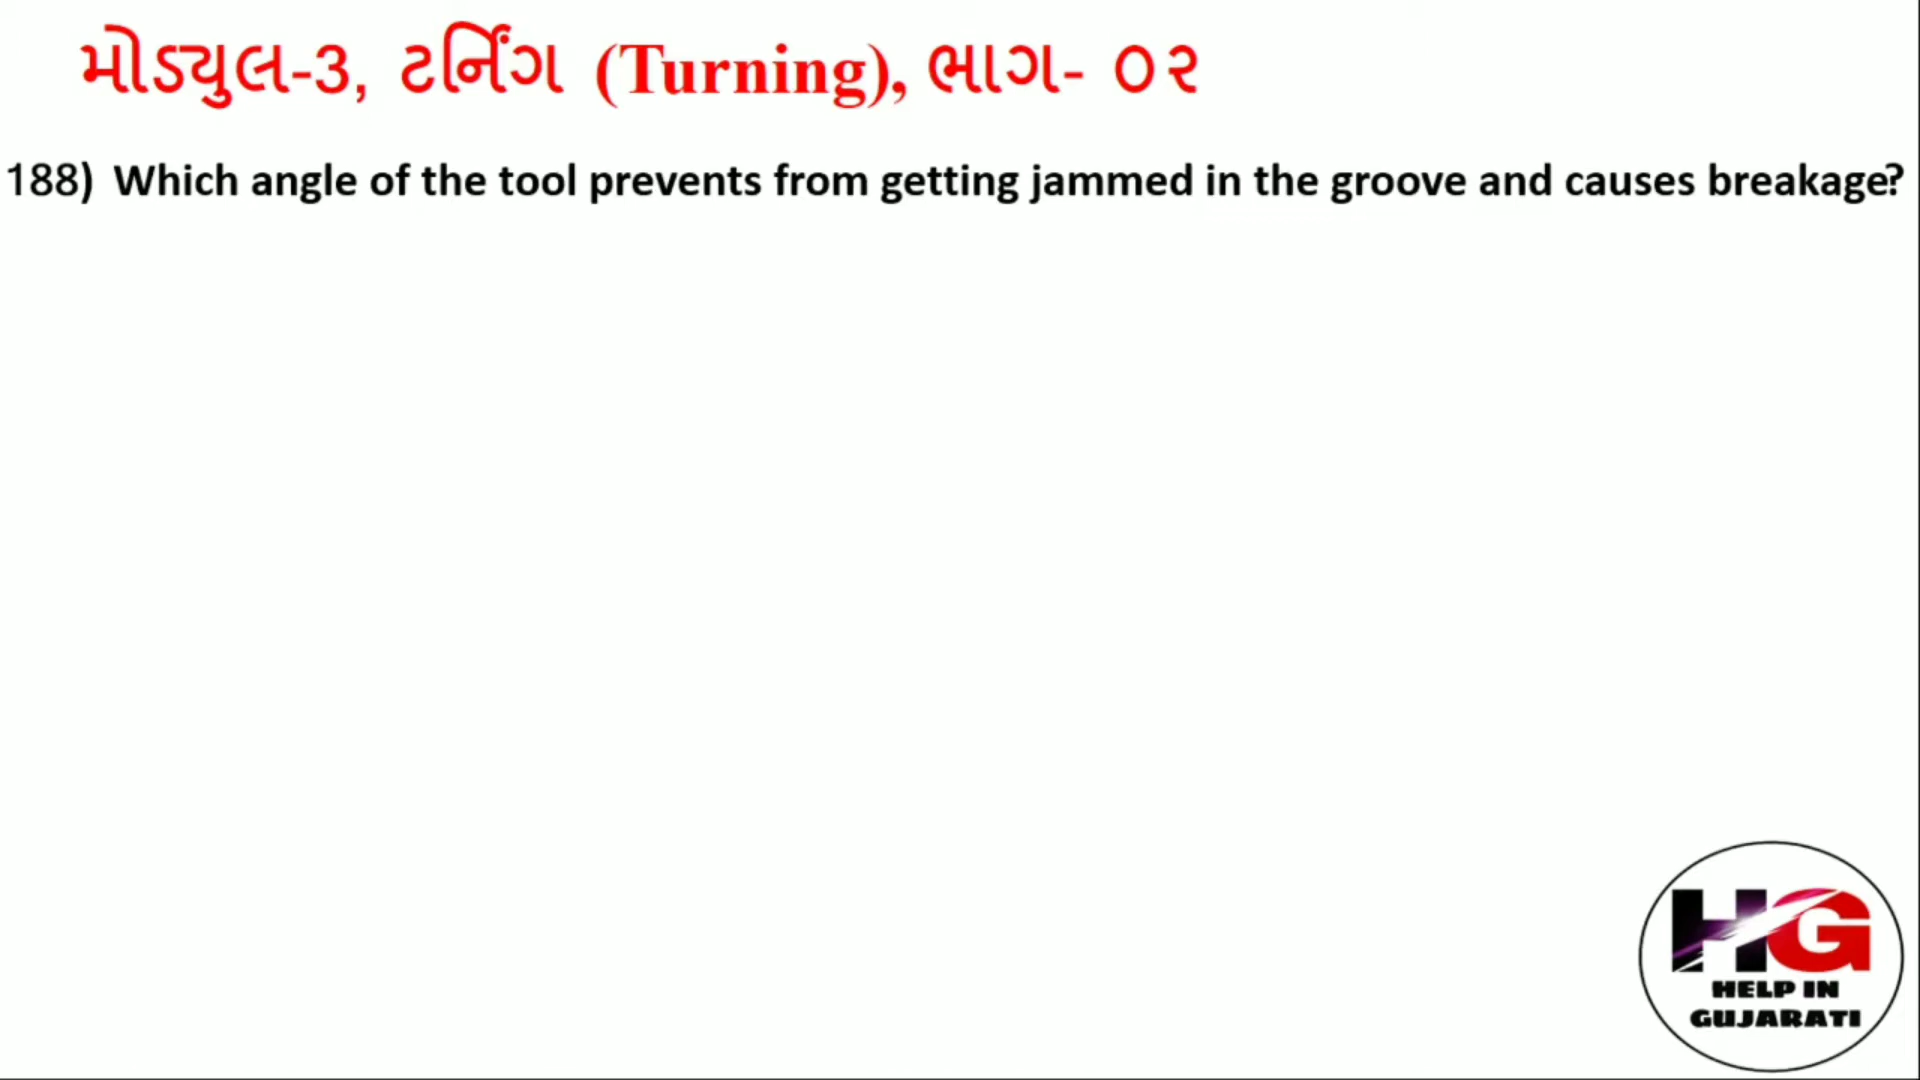 મોડ્યુલ-3, ટર્નિંગ (Turning), ભાગ- ૦૨
188) Which angle of the tool prevents from getting jammed in the groove and causes breakage?
HG
HELP IN
GUJARATI